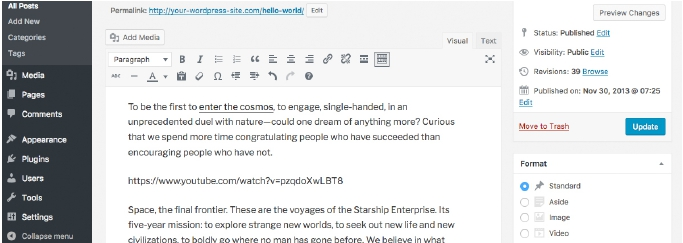 All Posts
Add New
Categories
Tags
Media
Pages
Comments
Appearance
Plugins
Users
Tools
Settings
Collapse menu
Permalink: http://your-wordpress-site.com/hello-world/ Edit
Add Media
Visual Text
Paragraph
B I
ABC
A
To be the first to enter the cosmos, to engage, single-handed, in an
unprecedented duel with nature—could one dream of anything more? Curious
that we spend more time congratulating people who have succeeded than
encouraging people who have not.
https://www.youtube.com/watch?v=pzqdoXwLBT8
Space, the final frontier. These are the voyages of the Starship Enterprise. Its
five-year mission: to explore strange new worlds, to seek out new life and new
civilizations, to boldly go where no man has gone before. We believe in what
Preview Changes
Status: Published Edit
Visibility: Public Edit
Revisions: 39 Browse
Published on: Nov 30, 2013 @ 07:25
Edit
Move to Trash Update
Format
Standard
Aside
Image
Video